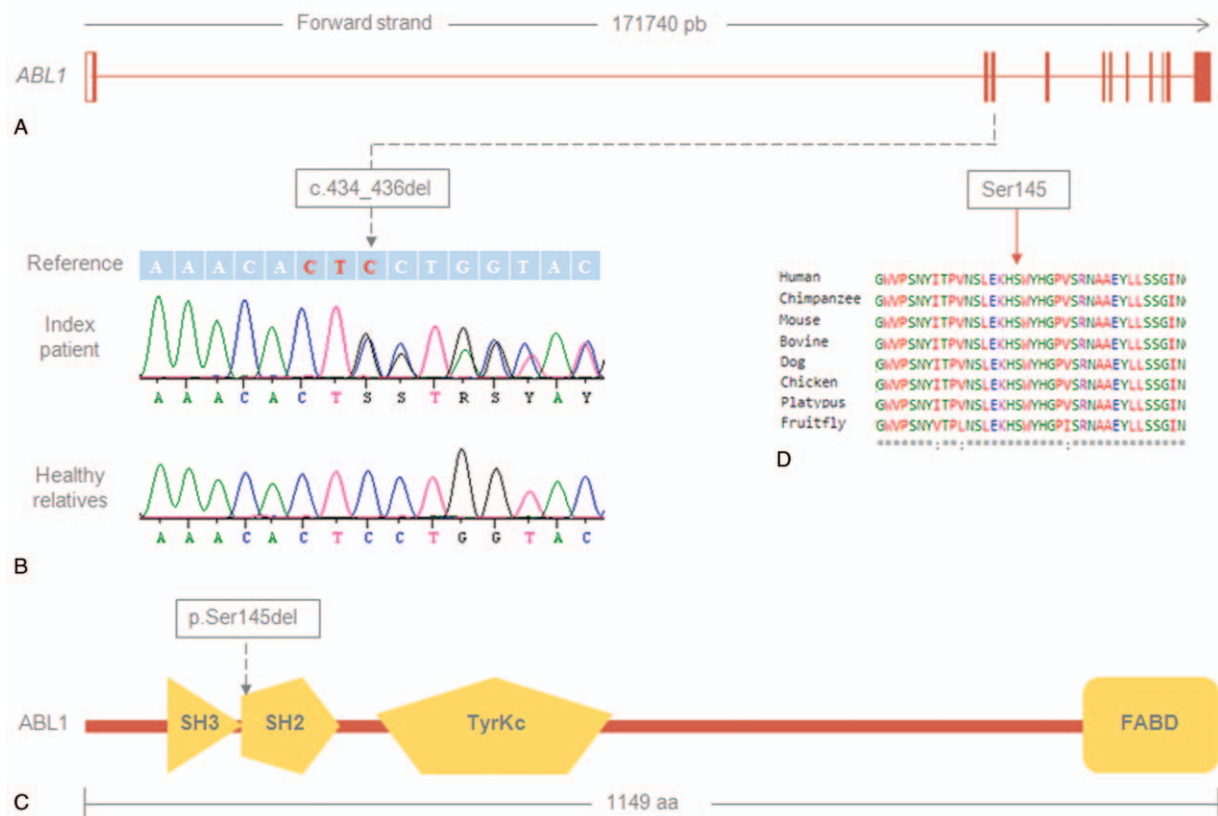 Forward strand 171740 pb
ABL1
A
c.434_436del
Ser145
Reference A A A C A C T C C T G G T A C
Index patient
A A A C A C T S S T R S Y A Y
Healthy relatives
A A A C A C T C C T G G T A C
B
Human GWVPSNYITPVNSLEKHSWYHGPVSRNAAEYLLSSGIN
Chimpanzee GWVPSNYITPVNSLEKHSWYHGPVSRNAAEYLLSSGIN
Mouse GWVPSNYITPVNSLEKHSWYHGPVSRNAAEYLLSSGIN
Bovine GWVPSNYITPVNSLEKHSWYHGPVSRNAAEYLLSSGIN
Dog GWVPSNYITPVNSLEKHSWYHGPVSRNAAEYLLSSGIN
Chicken GWVPSNYITPVNSLEKHSWYHGPVSRNAAEYLLSSGIN
Platypus GWVPSNYITPVNSLEKHSWYHGPVSRNAAEYLLSSGIN
Fruitfly GWVPSNYVTPLNSLEKHSWYHGPISRNAAEYLLSSGIN
*******:**:************:**************
D
p.Ser145del
ABL1 SH3 SH2 TyrKc FABD
C
1149 aa